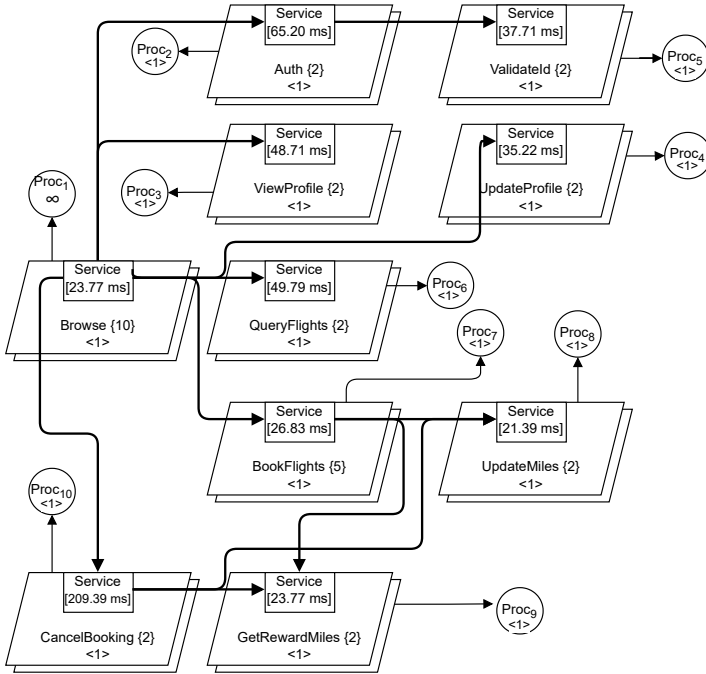 Service
[65.20 ms]
Auth {2}
<1>
Service
[37.71 ms]
ValidateId {2}
<1>
Proc2
<1>
Proc5
<1>
Service
[48.71 ms]
ViewProfile {2}
<1>
Service
[35.22 ms]
UpdateProfile {2}
<1>
Proc4
<1>
Proc1
∞
Proc3
<1>
Service
[23.77 ms]
Browse {10}
<1>
Service
[49.79 ms]
QueryFlights {2}
<1>
Proc6
<1>
Proc7
<1>
Proc8
<1>
Service
[26.83 ms]
BookFlights {5}
<1>
Service
[21.39 ms]
UpdateMiles {2}
<1>
Proc10
<1>
Service
[209.39 ms]
CancelBooking {2}
<1>
Service
[23.77 ms]
GetRewardMiles {2}
<1>
Proc9
<1>